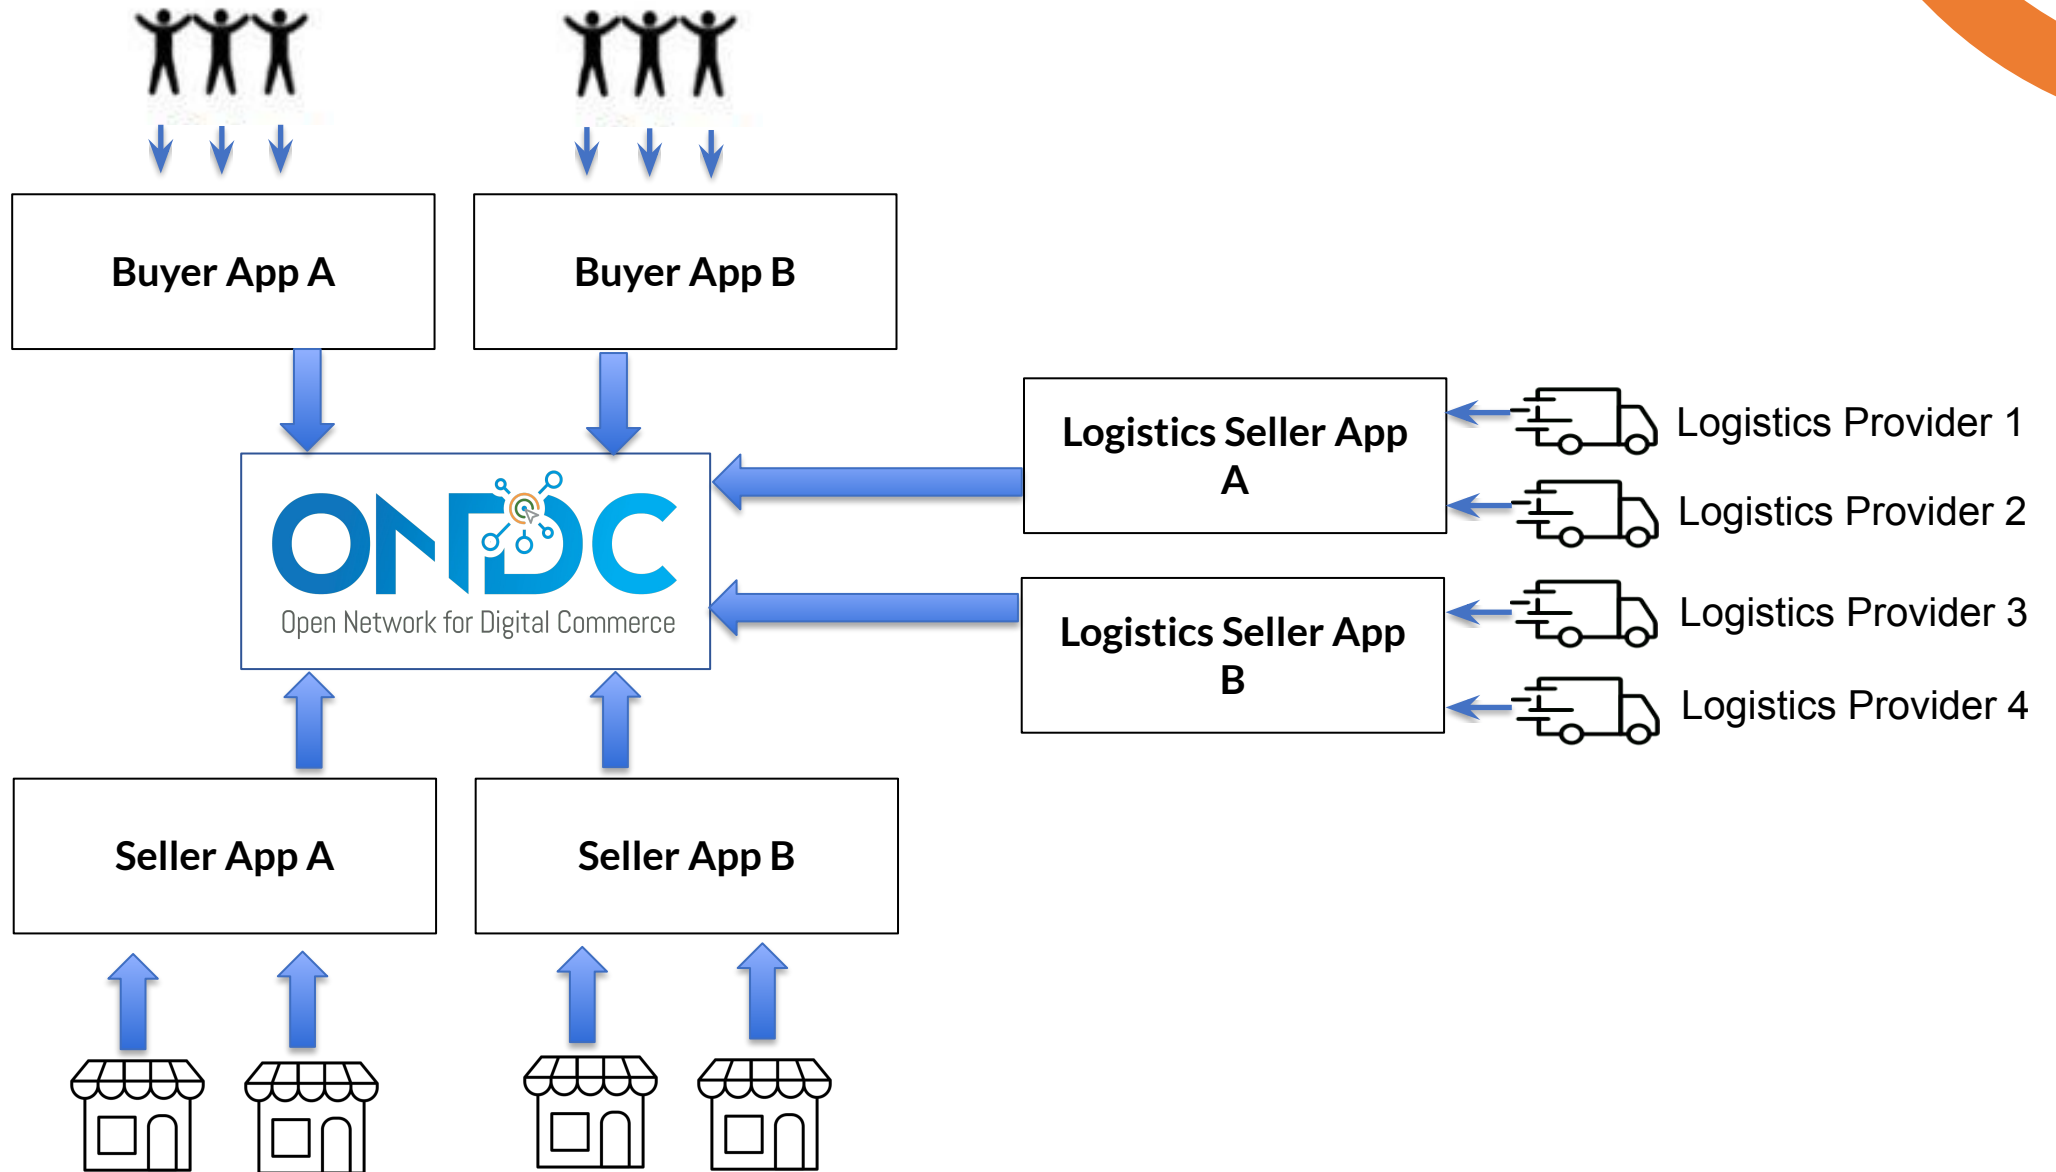 Buyer App A
Buyer App B
Logistics Seller App
A
Logistics Provider 1
Logistics Provider 2
ONDC
Open Network for Digital Commerce
Logistics Seller App
B
Logistics Provider 3
Logistics Provider 4
Seller App A
Seller App B